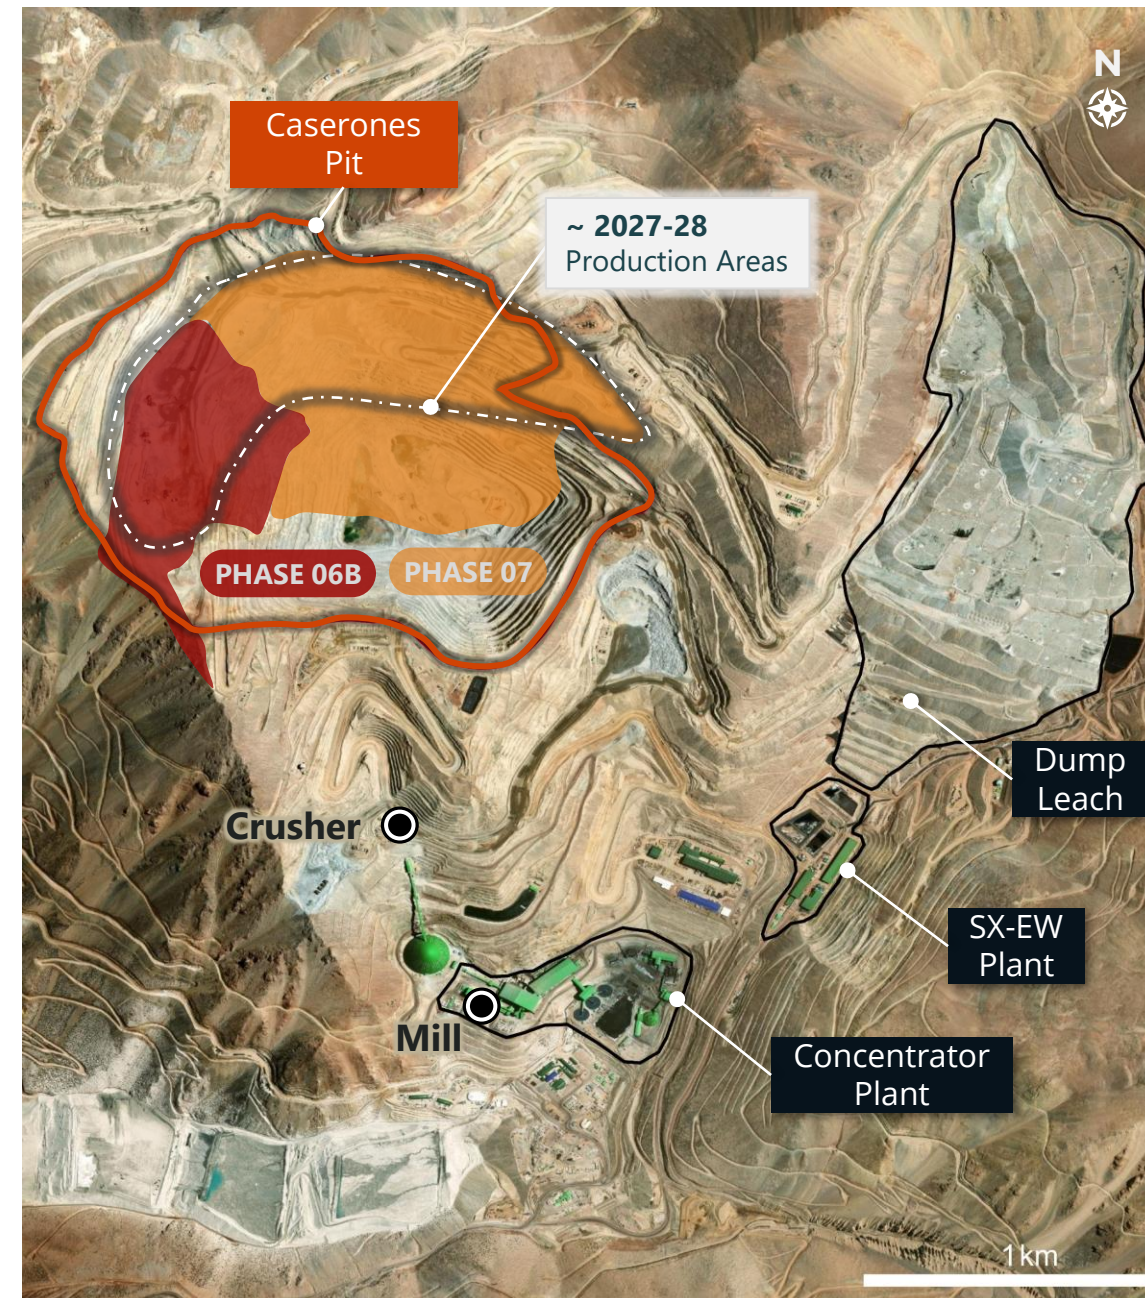 N
Caserones
Pit
~ 2027-28
Production Areas
PHASE 06B
PHASE 07
Dump
Leach
Crusher
SX-EW
Plant
Mill
Concentrator
Plant
1km